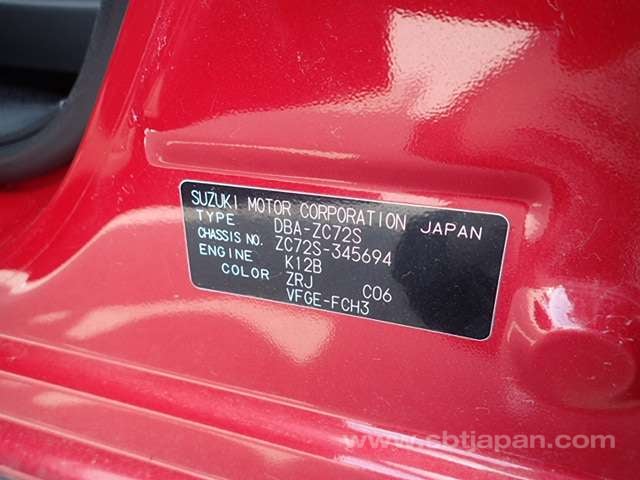 SUZUKI MOTOR CORPORATION JAPAN
TYPE DBA-ZC72S
CHASSIS NO. ZC72S-345694
ENGINE K12B
COLOR ZRJ C06
VFGE-FCH3
www.sbtjapan.com